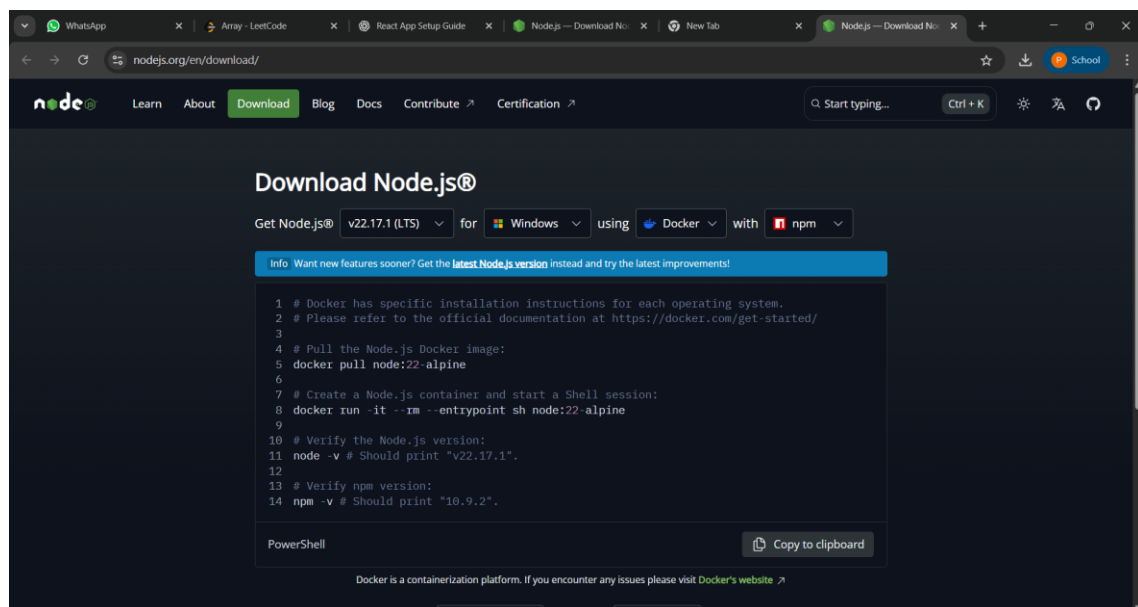 WhatsApp
Array - LeetCode
React App Setup Guide
Node.js — Download No
New Tab
Node.js — Download No
nodejs.org/en/download/
P School
node JS
Learn About Download Blog Docs Contribute ↗ Certification ↗
Start typing... Ctrl + K
Download Node.js®
Get Node.js® v22.17.1 (LTS) for Windows using Docker with npm
Info Want new features sooner? Get the latest Node.js version instead and try the latest improvements!
1 # Docker has specific installation instructions for each operating system.
2 # Please refer to the official documentation at https://docker.com/get-started/
3
4 # Pull the Node.js Docker image:
5 docker pull node:22-alpine
6
7 # Create a Node.js container and start a Shell session:
8 docker run -it --rm --entrypoint sh node:22-alpine
9
10 # Verify the Node.js version:
11 node -v # Should print "v22.17.1".
12
13 # Verify npm version:
14 npm -v # Should print "10.9.2".
PowerShell
Copy to clipboard
Docker is a containerization platform. If you encounter any issues please visit Docker's website ↗